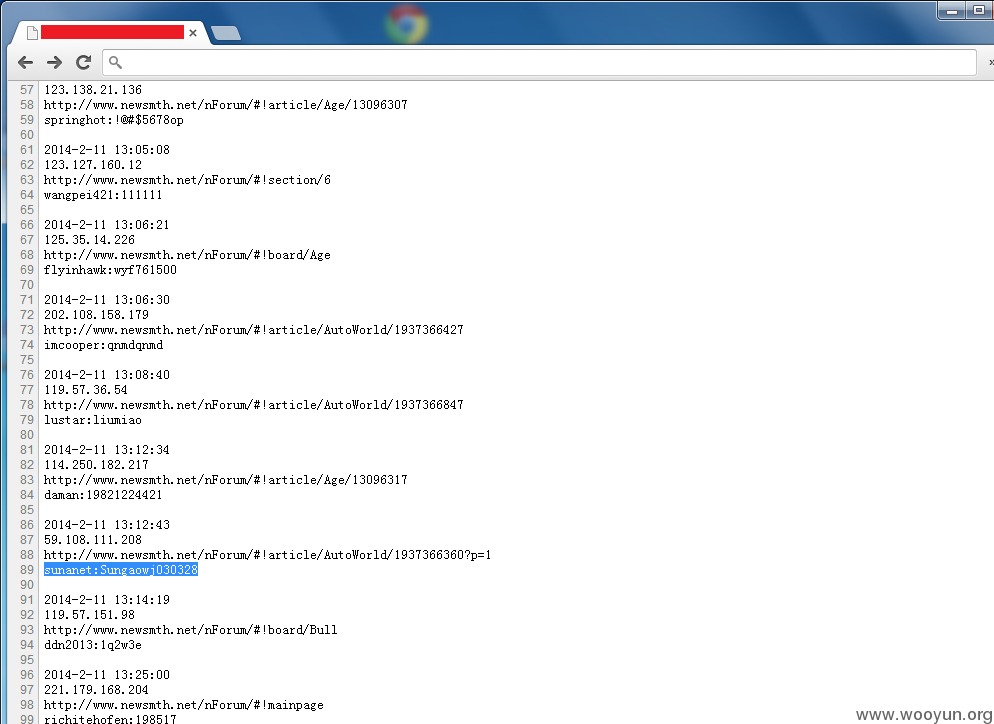 57 123.138.21.136
58 http://www.newsmth.net/nForum/#!article/Age/13096307
59 springhot:!@#$5678op
60
61 2014-2-11 13:05:08
62 123.127.160.12
63 http://www.newsmth.net/nForum/#!section/6
64 wangpei421:111111
65
66 2014-2-11 13:06:21
67 125.35.14.226
68 http://www.newsmth.net/nForum/#!board/Age
69 flyinhawk:wyf761500
70
71 2014-2-11 13:06:30
72 202.108.158.179
73 http://www.newsmth.net/nForum/#!article/AutoWorld/1937366427
74 imcooper:qnmdqnmd
75
76 2014-2-11 13:08:40
77 119.57.36.54
78 http://www.newsmth.net/nForum/#!article/AutoWorld/1937366847
79 lustar:liumiao
80
81 2014-2-11 13:12:34
82 114.250.182.217
83 http://www.newsmth.net/nForum/#!article/Age/13096317
84 daman:19821224421
85
86 2014-2-11 13:12:43
87 59.108.111.208
88 http://www.newsmth.net/nForum/#!article/AutoWorld/1937366360?p=1
89 sunanet:Sungaowj030328
90
91 2014-2-11 13:14:19
92 119.57.151.98
93 http://www.newsmth.net/nForum/#!board/Bull
94 ddn2013:1q2w3e
95
96 2014-2-11 13:25:00
97 221.179.168.204
98 http://www.newsmth.net/nForum/#!mainpage
99 richitehofen:198517
www.wooyun.org